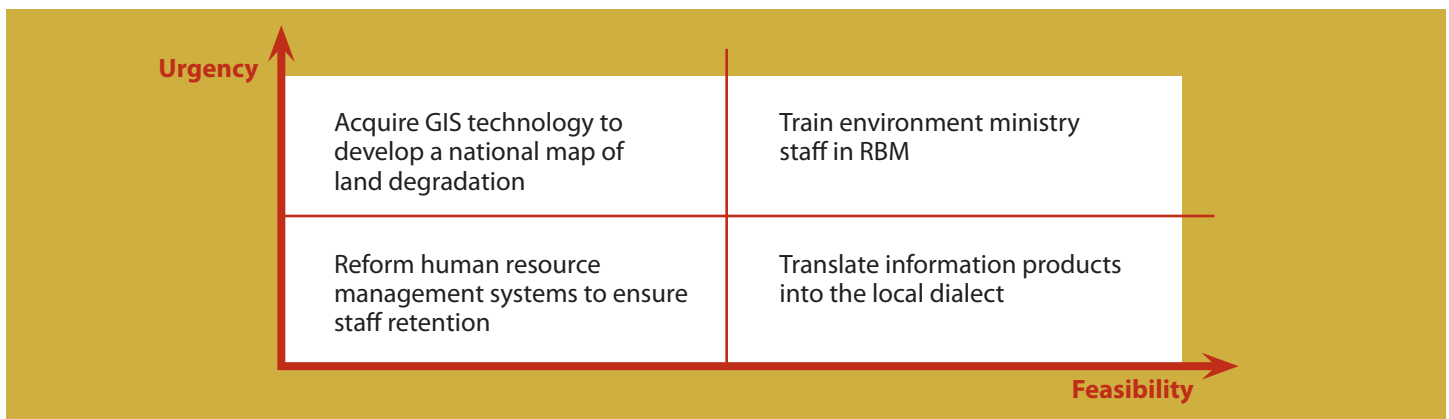 Urgency
Acquire GIS technology to
develop a national map of
land degradation
Train environment ministry
staff in RBM
Reform human resource
management systems to ensure
staff retention
Translate information products
into the local dialect
Feasibility